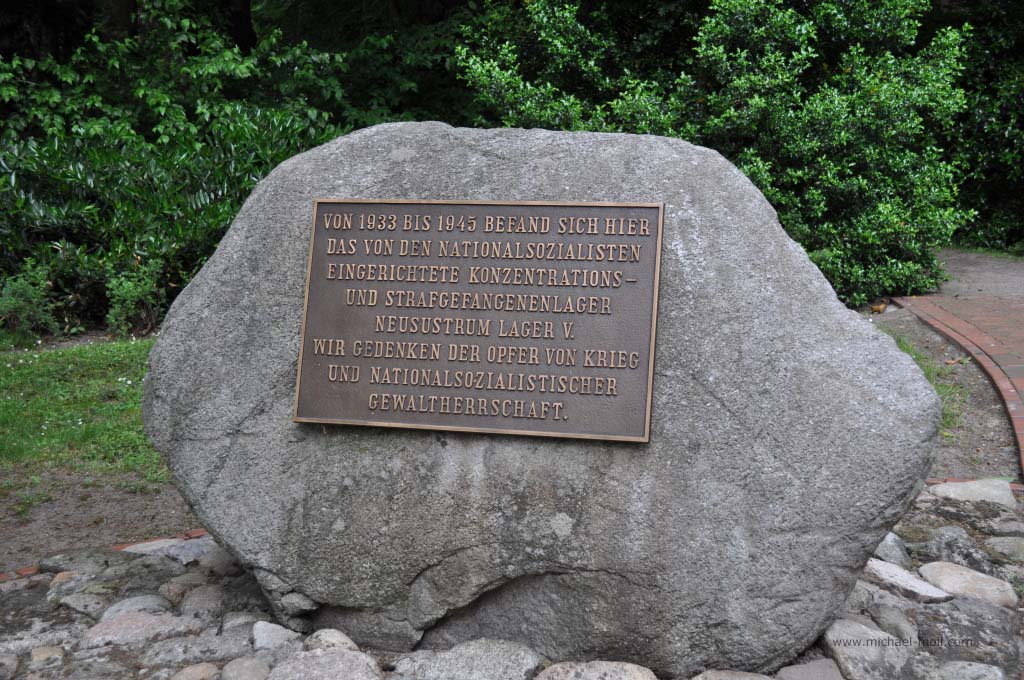 VON 1933 BIS 1945 BEFAND SICH HIER
DAS VON DEN NATIONALSOZIALISTEN
EINGERICHTETE KONZENTRATIONS-
UND STRAFGEFANGENENLAGER
NEUSUSTRUM LAGER V.
WIR GEDENKEN DER OPFER VON KRIEG
UND NATIONALSOZIALISTISCHER
GEWALTHERRSCHAFT.
www.michael-moll.com